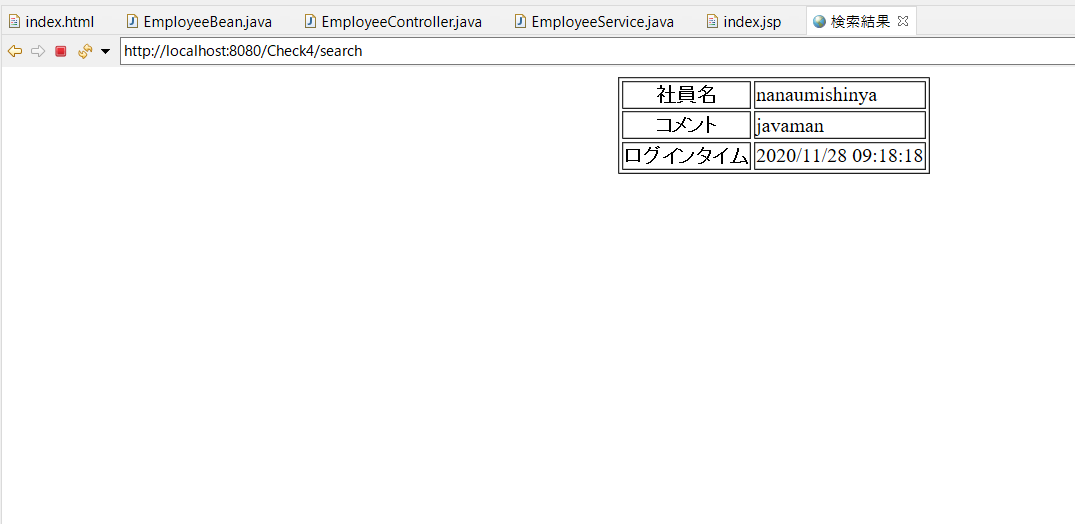 index.html EmployeeBean.java EmployeeController.java EmployeeService.java index.jsp 検索結果
http://localhost:8080/Check4/search
社員名 nanaumishinya
コメント javaman
ログインタイム 2020/11/28 09:18:18